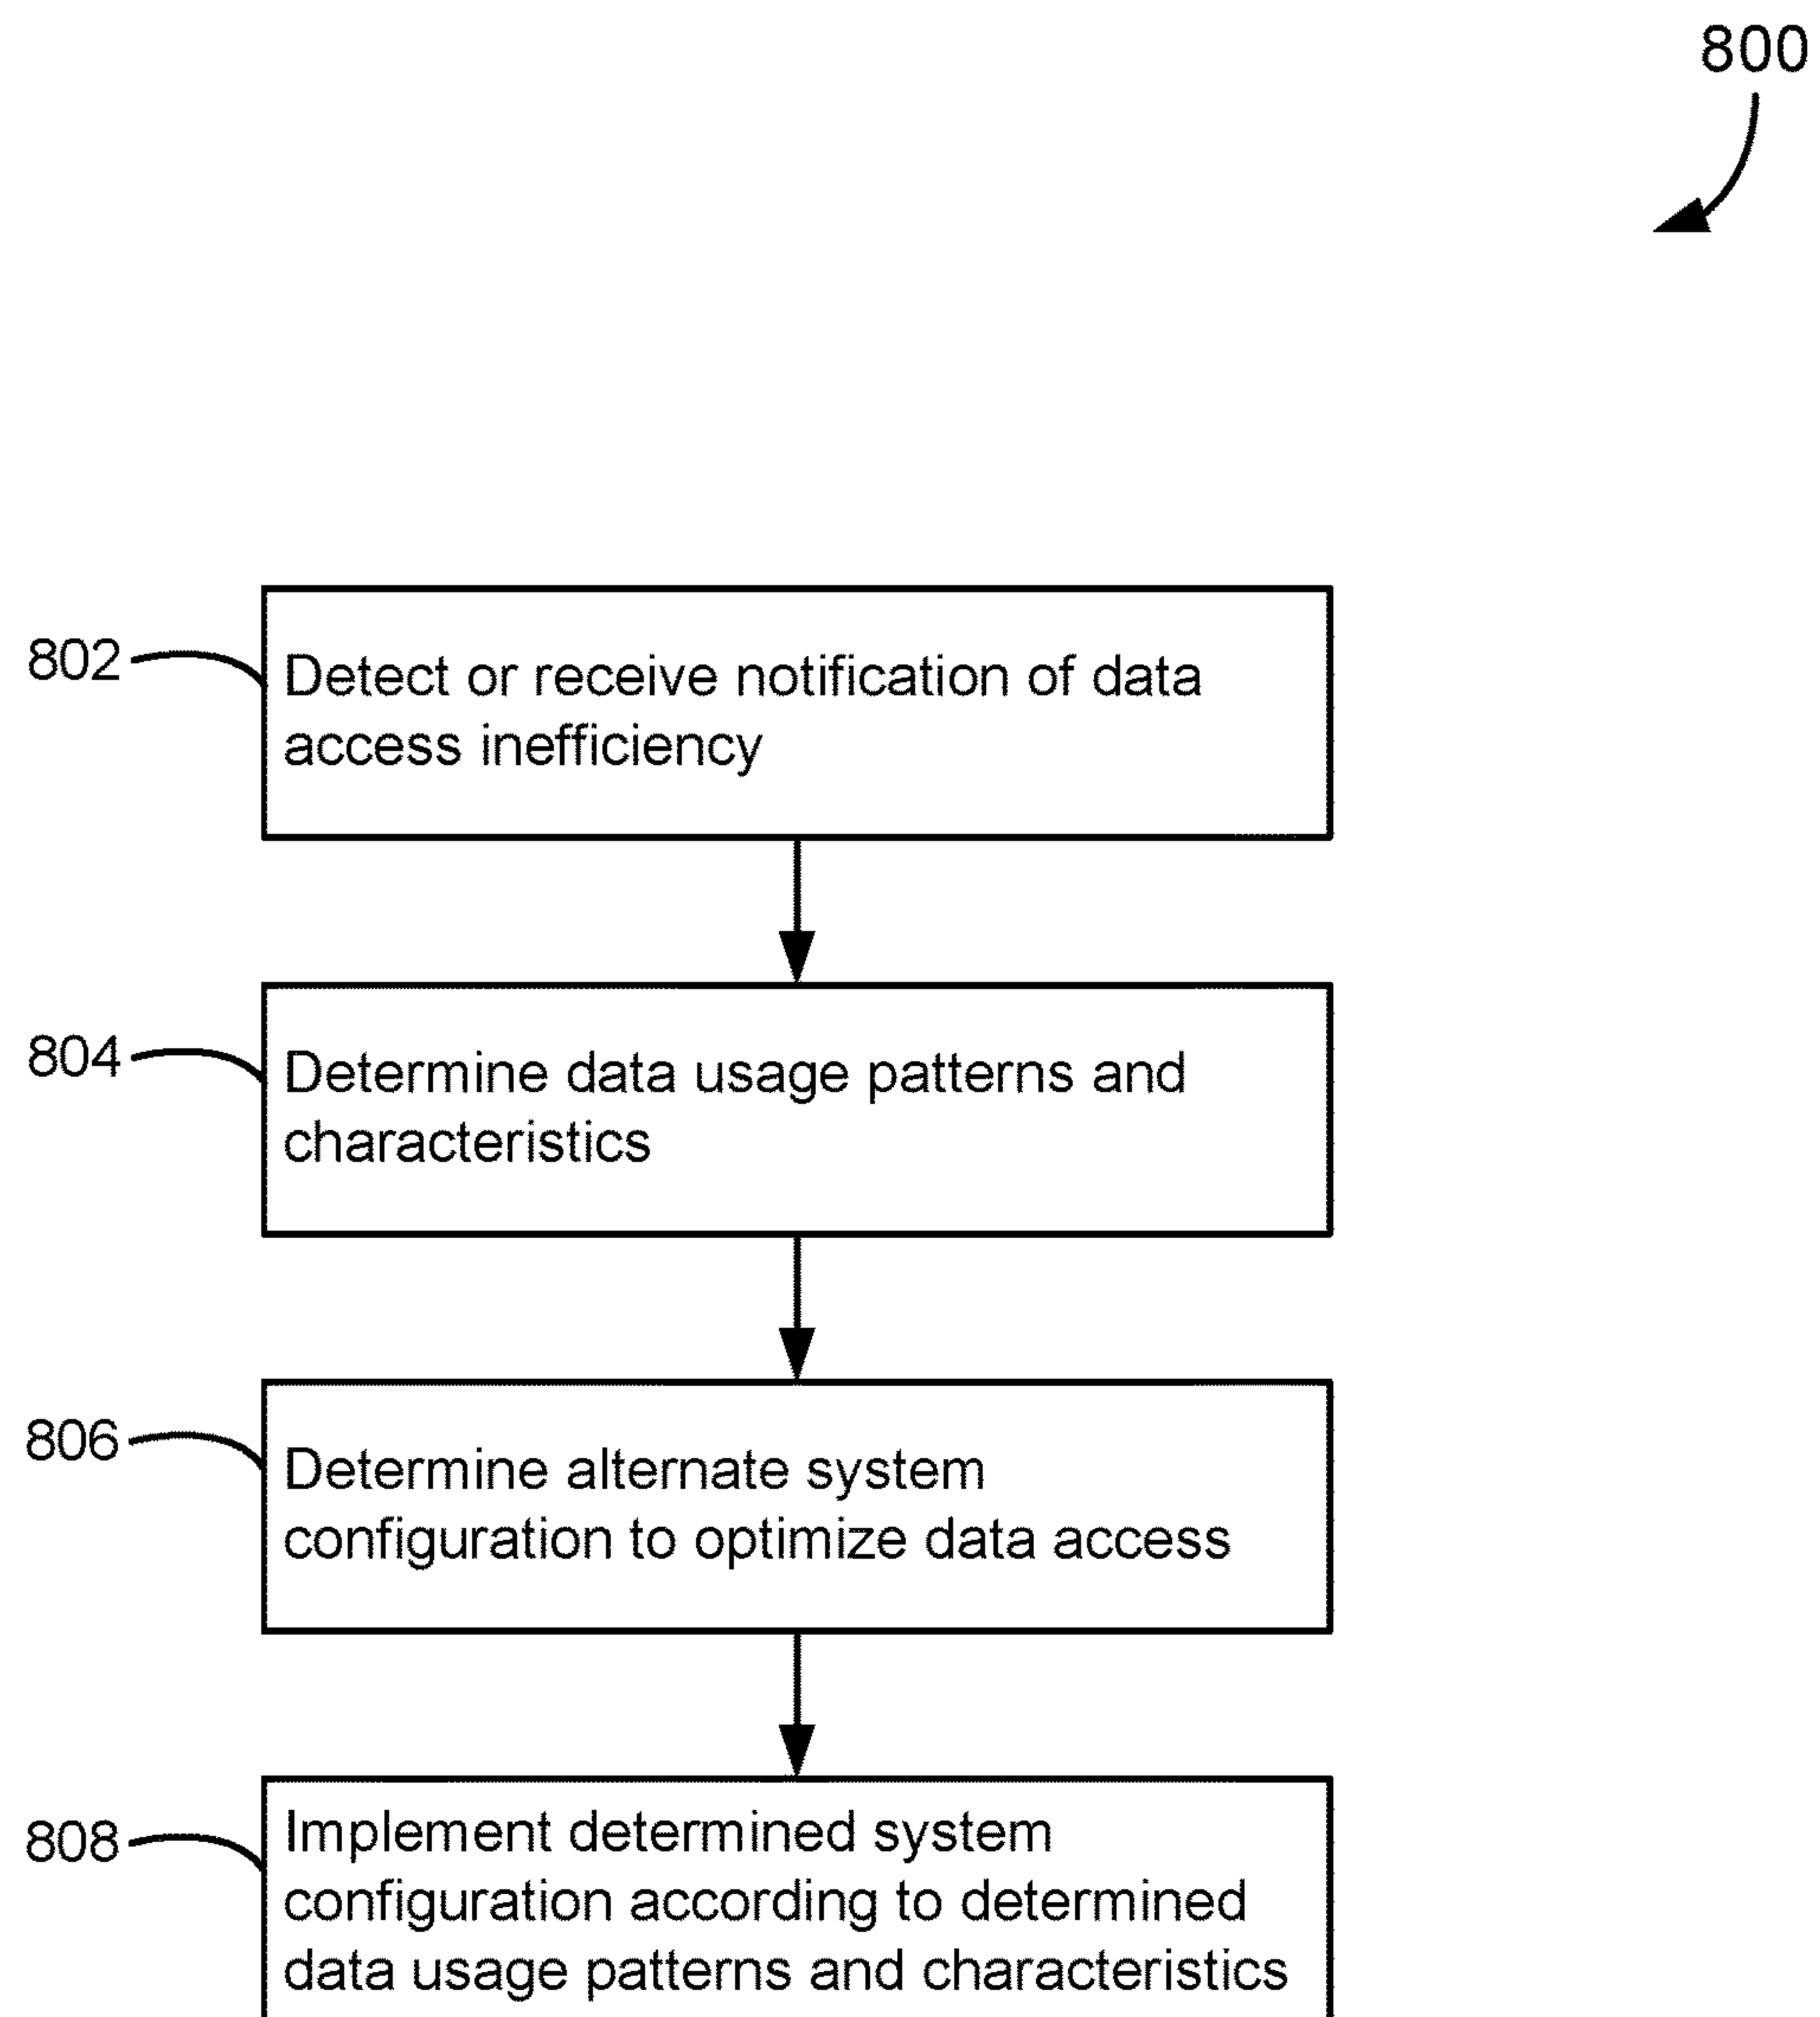 800
802
Detect or receive notification of data
access inefficiency
804
Determine data usage patterns and
characteristics
806
Determine alternate system
configuration to optimize data access
808
Implement determined system
configuration according to determined
data usage patterns and characteristics